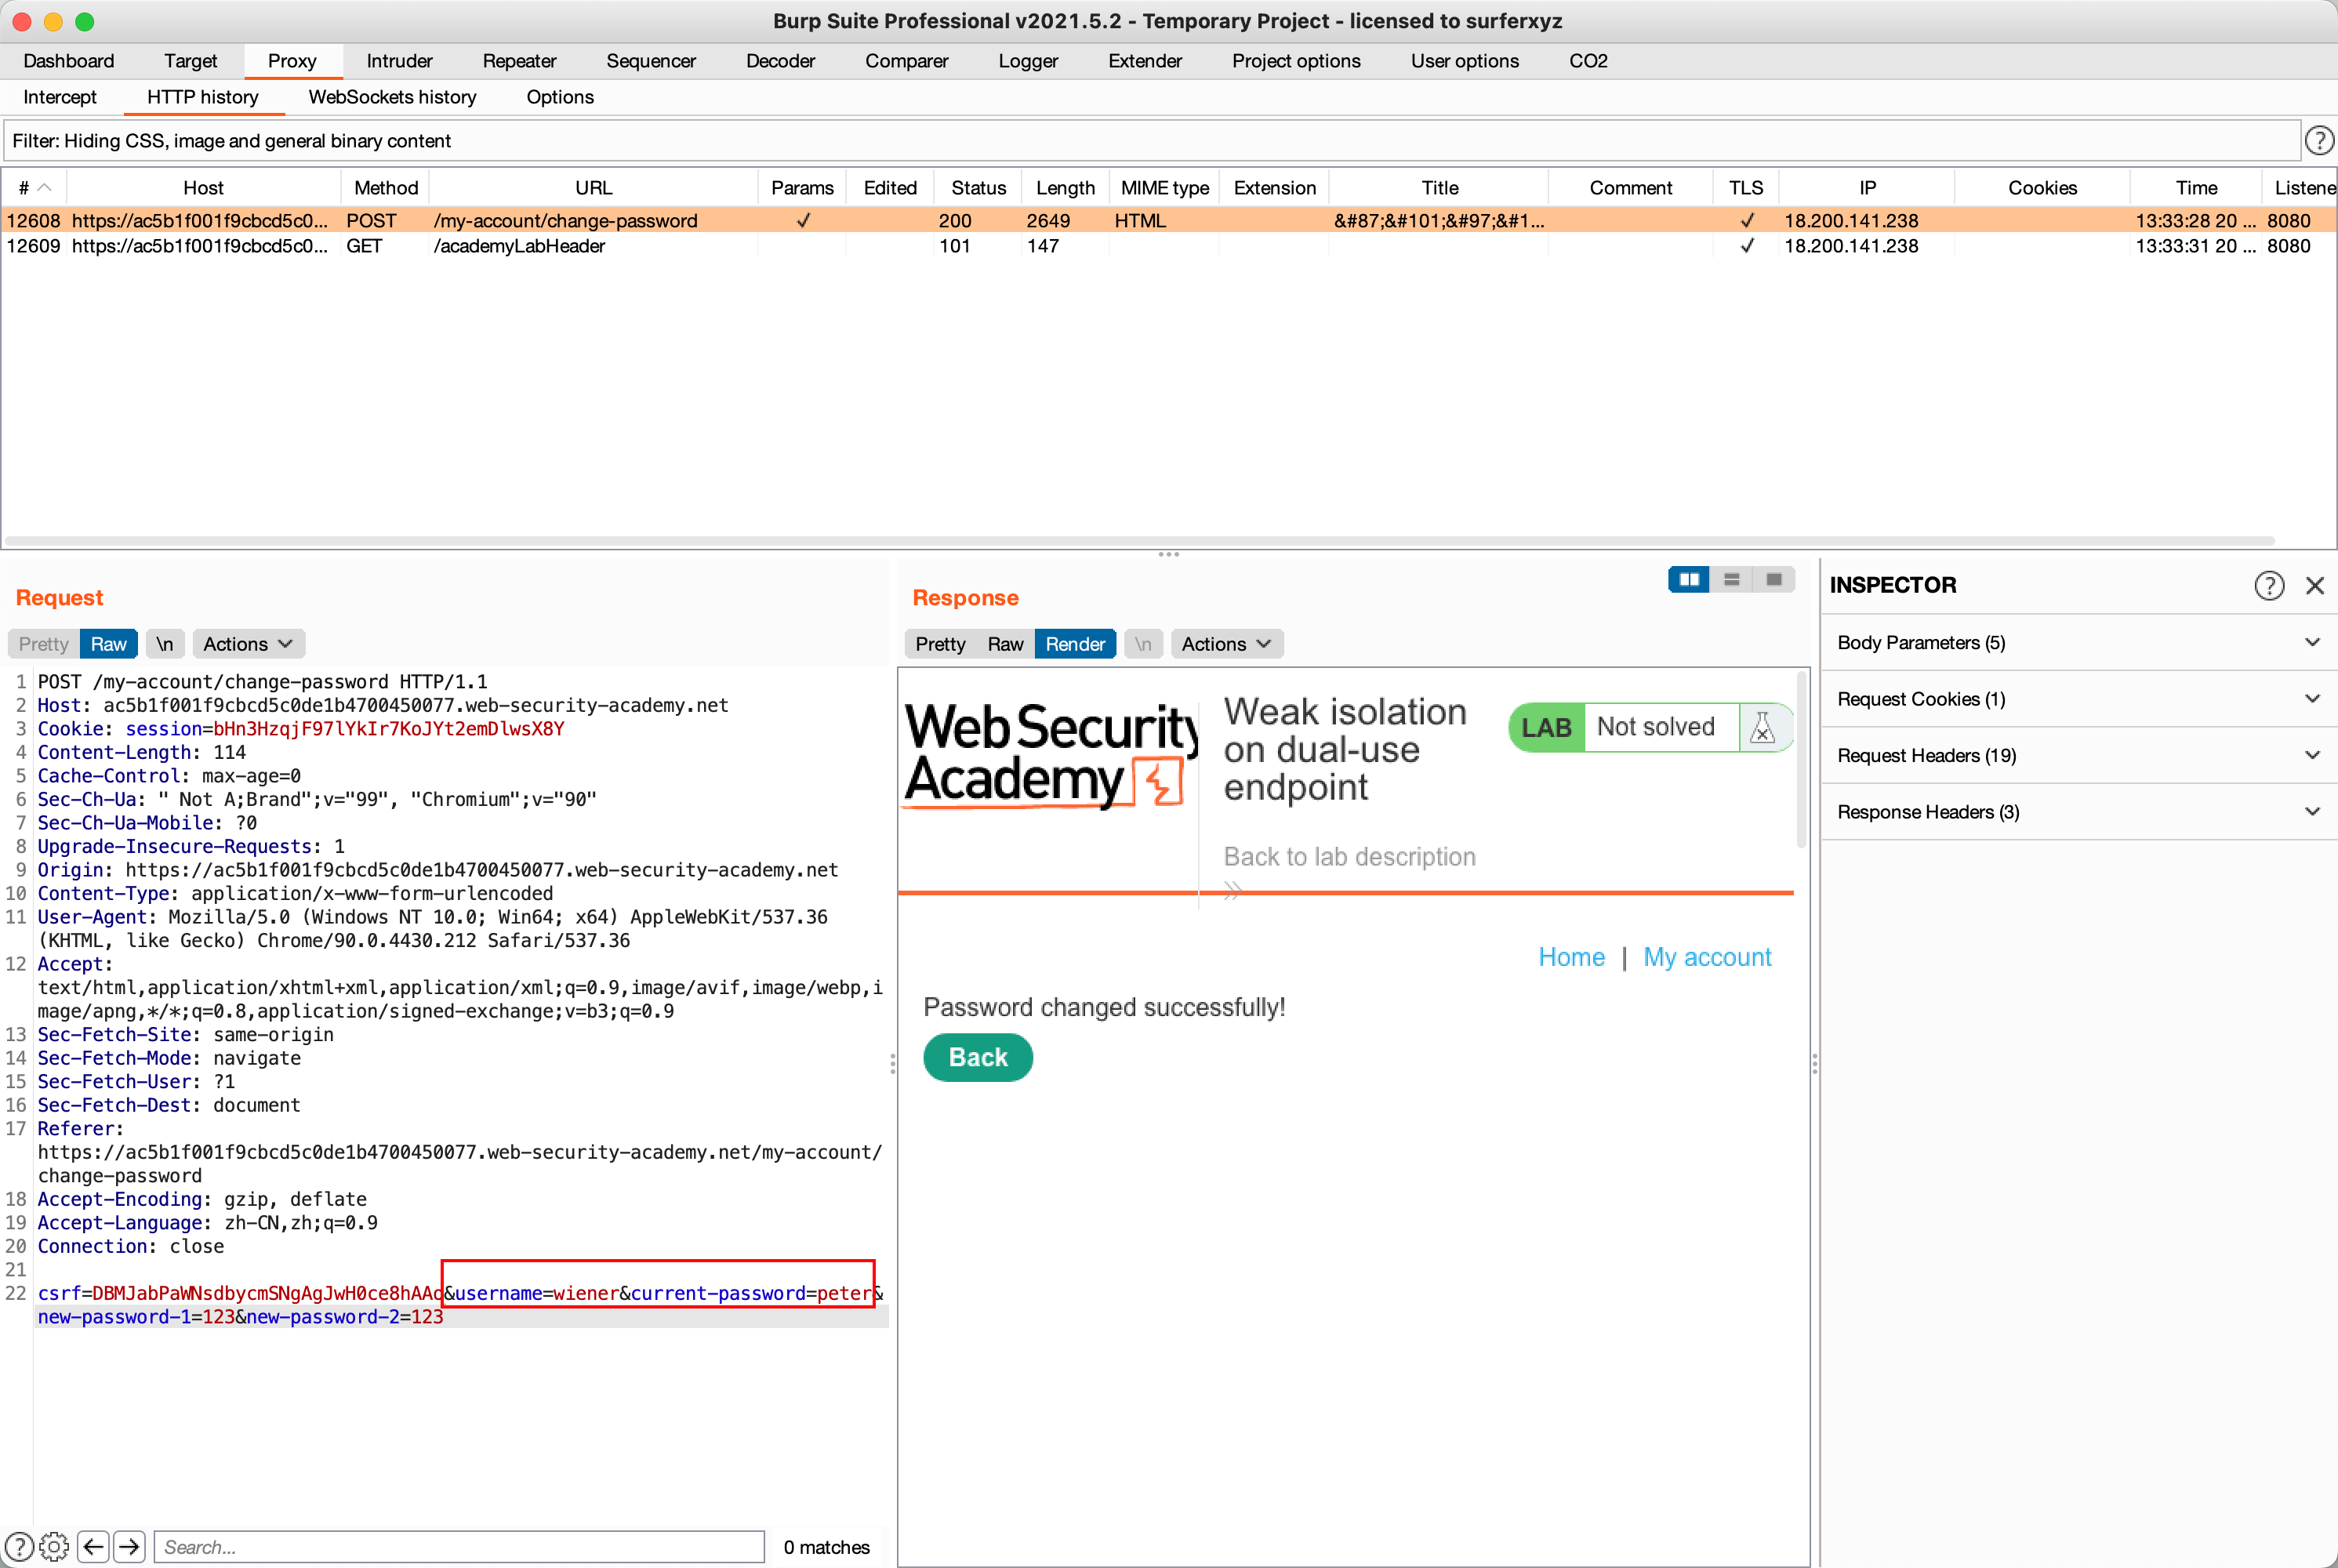 Burp Suite Professional v2021.5.2 - Temporary Project - licensed to surferxyz
Dashboard Target Proxy Intruder Repeater Sequencer Decoder Comparer Logger Extender Project options User options CO2
Intercept HTTP history WebSockets history Options
Filter: Hiding CSS, image and general binary content
# Host Method URL Params Edited Status Length MIME type Extension Title Comment TLS IP Cookies Time Listene
12608 https://ac5b1f001f9cbcd5c0... POST /my-account/change-password ✓ 200 2649 HTML &#87;&#101;&#97;&#1... ✓ 18.200.141.238 13:33:28 20 ... 8080
12609 https://ac5b1f001f9cbcd5c0... GET /academyLabHeader 101 147 ✓ 18.200.141.238 13:33:31 20 ... 8080
Request
Pretty Raw \n Actions
1 POST /my-account/change-password HTTP/1.1
2 Host: ac5b1f001f9cbcd5c0de1b4700450077.web-security-academy.net
3 Cookie: session=bHn3HzqjF97lYkIr7KoJYt2emDlwsX8Y
4 Content-Length: 114
5 Cache-Control: max-age=0
6 Sec-Ch-Ua: " Not A;Brand";v="99", "Chromium";v="90"
7 Sec-Ch-Ua-Mobile: ?0
8 Upgrade-Insecure-Requests: 1
9 Origin: https://ac5b1f001f9cbcd5c0de1b4700450077.web-security-academy.net
10 Content-Type: application/x-www-form-urlencoded
11 User-Agent: Mozilla/5.0 (Windows NT 10.0; Win64; x64) AppleWebKit/537.36
(KHTML, like Gecko) Chrome/90.0.4430.212 Safari/537.36
12 Accept:
text/html,application/xhtml+xml,application/xml;q=0.9,image/avif,image/webp,i
mage/apng,*/*;q=0.8,application/signed-exchange;v=b3;q=0.9
13 Sec-Fetch-Site: same-origin
14 Sec-Fetch-Mode: navigate
15 Sec-Fetch-User: ?1
16 Sec-Fetch-Dest: document
17 Referer:
https://ac5b1f001f9cbcd5c0de1b4700450077.web-security-academy.net/my-account/
change-password
18 Accept-Encoding: gzip, deflate
19 Accept-Language: zh-CN,zh;q=0.9
20 Connection: close
21
22 csrf=DBMJabPaWNsdbycmSNgAgJwH0ce8hAAd&username=wiener&current-password=peter&
new-password-1=123&new-password-2=123
Search...
0 matches
Response
Pretty Raw Render \n Actions
Web Security
Academy
Weak isolation
on dual-use
endpoint
LAB Not solved
Back to lab description
Home | My account
Password changed successfully!
Back
INSPECTOR
Body Parameters (5)
Request Cookies (1)
Request Headers (19)
Response Headers (3)